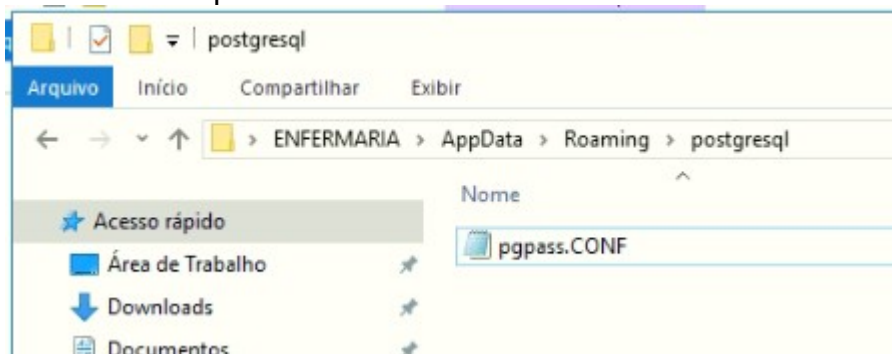 postgresql
Arquivo Início Compartilhar Exibir
ENFERMARIA > AppData > Roaming > postgresql
Nome
Acesso rápido
pgpass.CONF
Área de Trabalho
Downloads
Documentos